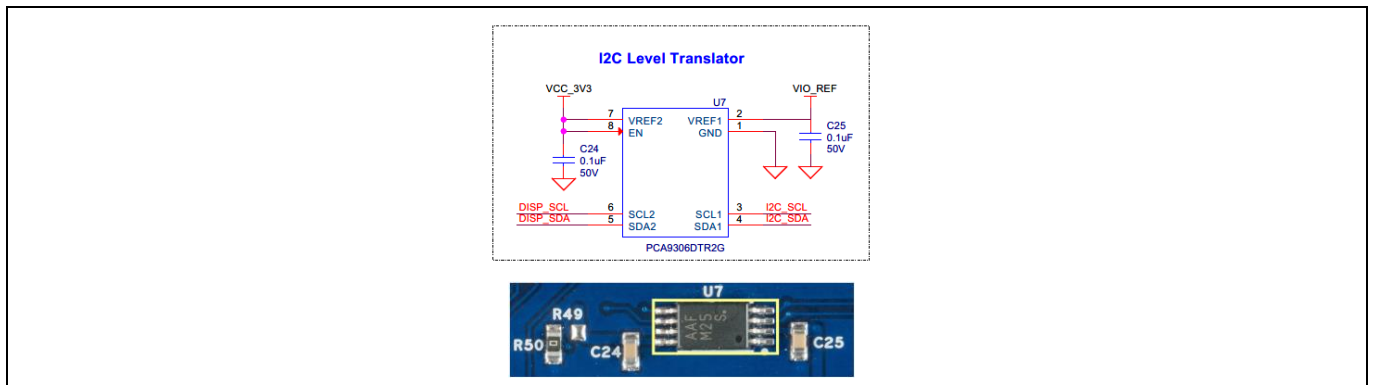 I2C Level Translator
VCC_3V3
VIO_REF
U7
7
VREF2
VREF1
2
8
EN
GND
1
C24
0.1uF
50V
C25
0.1uF
50V
DISP_SCL
6
SCL2
SCL1
3
I2C_SCL
DISP_SDA
5
SDA2
SDA1
4
I2C_SDA
PCA9306DTR2G
U7
R49
R50
0
C24
AAF
M25
S.
C25